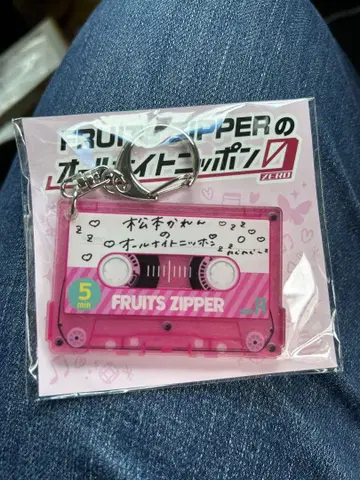 FRUITS ZIPPERの
オールナイトニッポン0
ZERO
松本かれんの
オールナイトニッポン
5
min
FRUITS ZIPPER